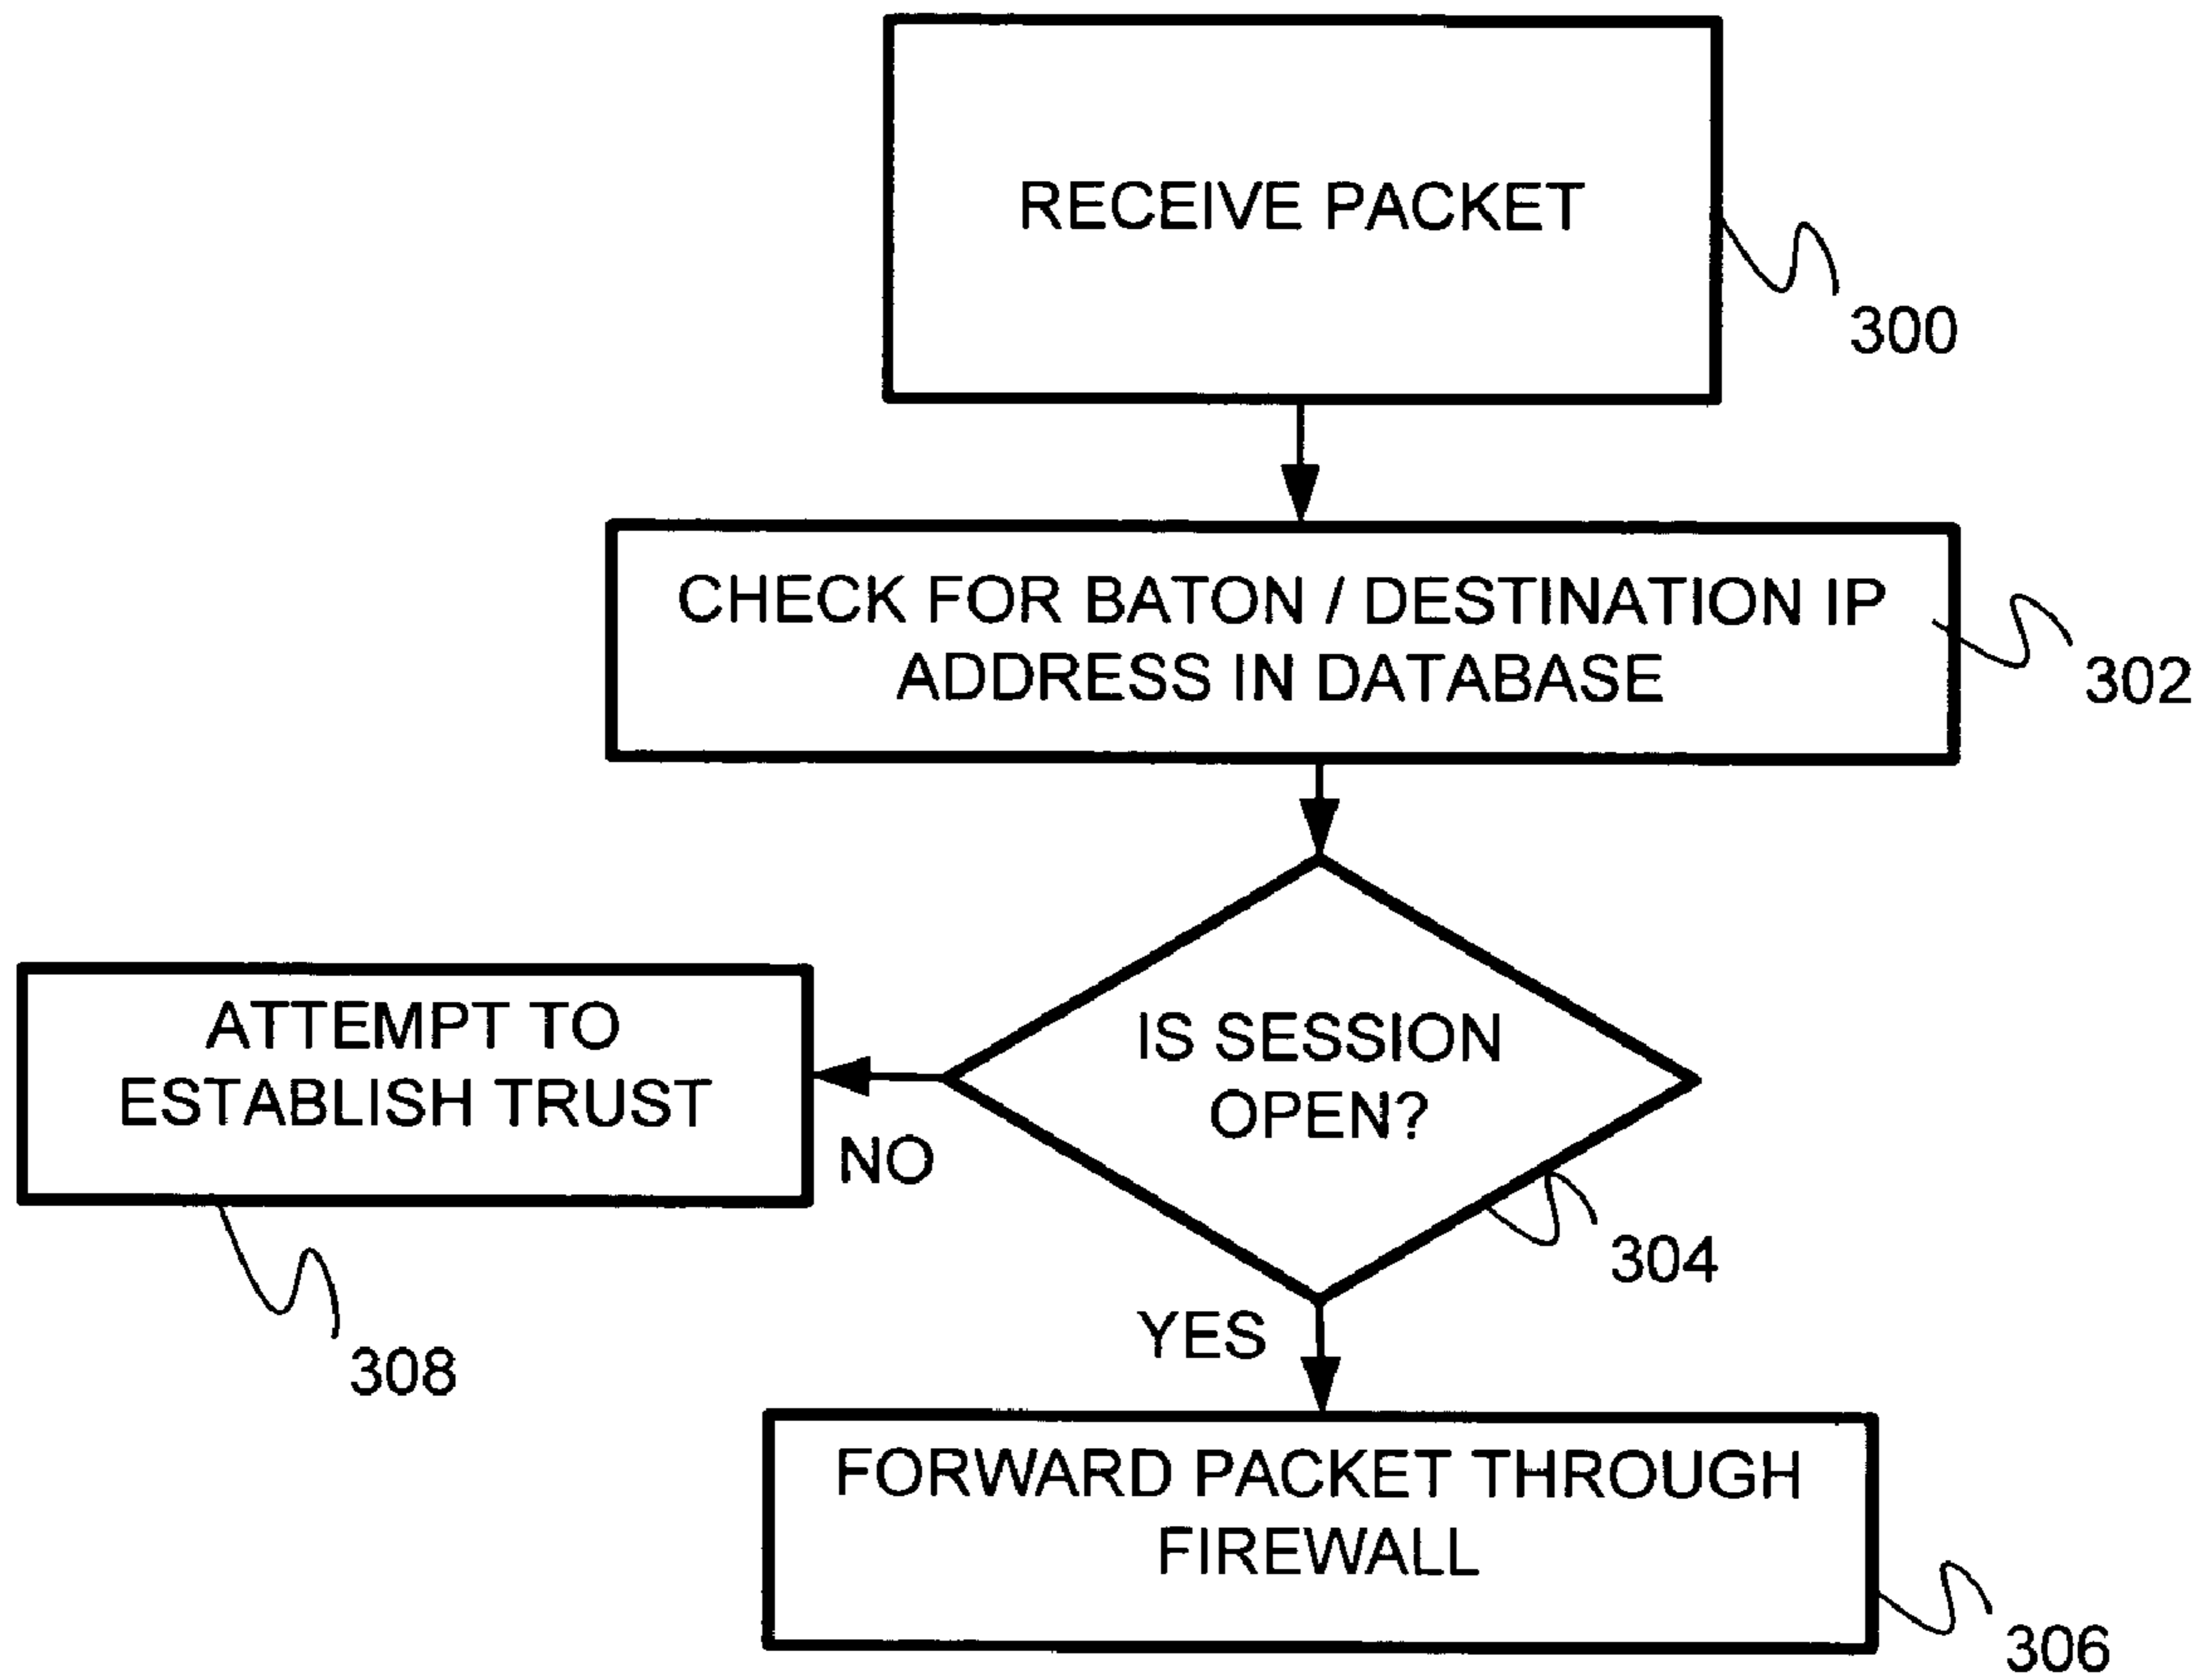 RECEIVE PACKET
300
CHECK FOR BATON / DESTINATION IP
ADDRESS IN DATABASE
302
IS SESSION
OPEN?
304
ATTEMPT TO
ESTABLISH TRUST
NO
308
YES
FORWARD PACKET THROUGH
FIREWALL
306